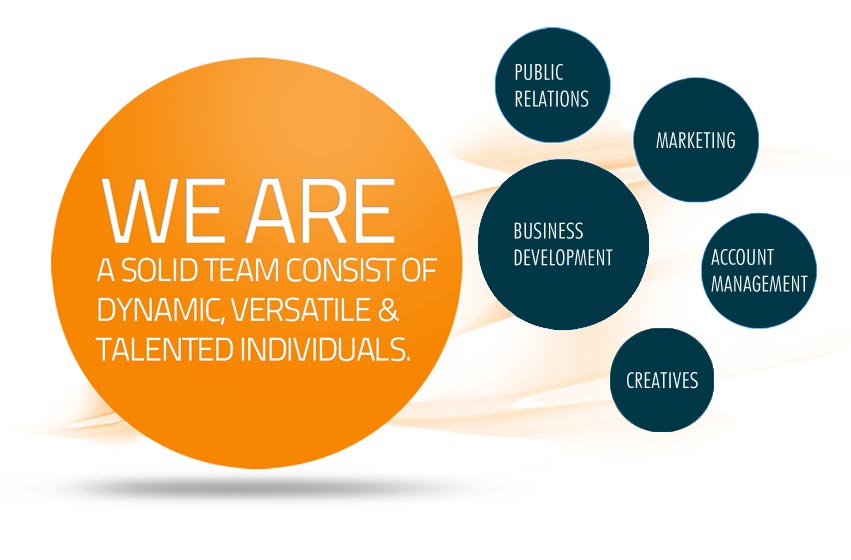 WE ARE
A SOLID TEAM CONSIST OF
DYNAMIC, VERSATILE &
TALENTED INDIVIDUALS.
PUBLIC
RELATIONS
MARKETING
BUSINESS
DEVELOPMENT
ACCOUNT
MANAGEMENT
CREATIVES